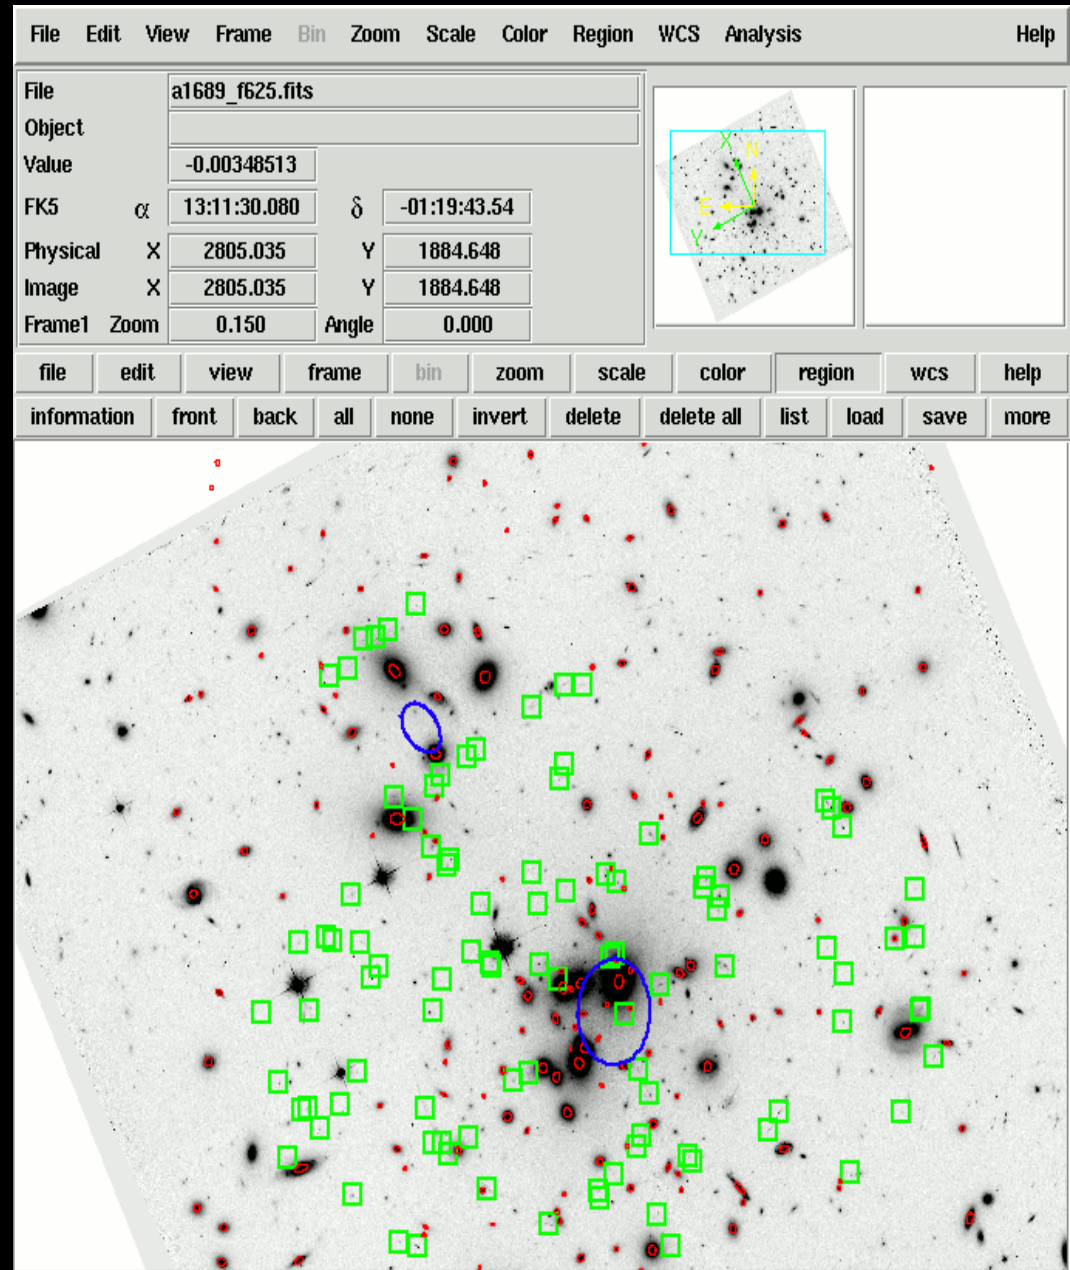 File Edit View Frame Bin Zoom Scale Color Region WCS Analysis Help
File a1689_f625.fits
Object
Value -0.00348513
FK5 α 13:11:30.080 δ -01:19:43.54
Physical X 2805.035 Y 1884.648
Image X 2805.035 Y 1884.648
Frame1 Zoom 0.150 Angle 0.000
X N
E
Y
file edit view frame bin zoom scale color region wcs help
information front back all none invert delete delete all list load save more